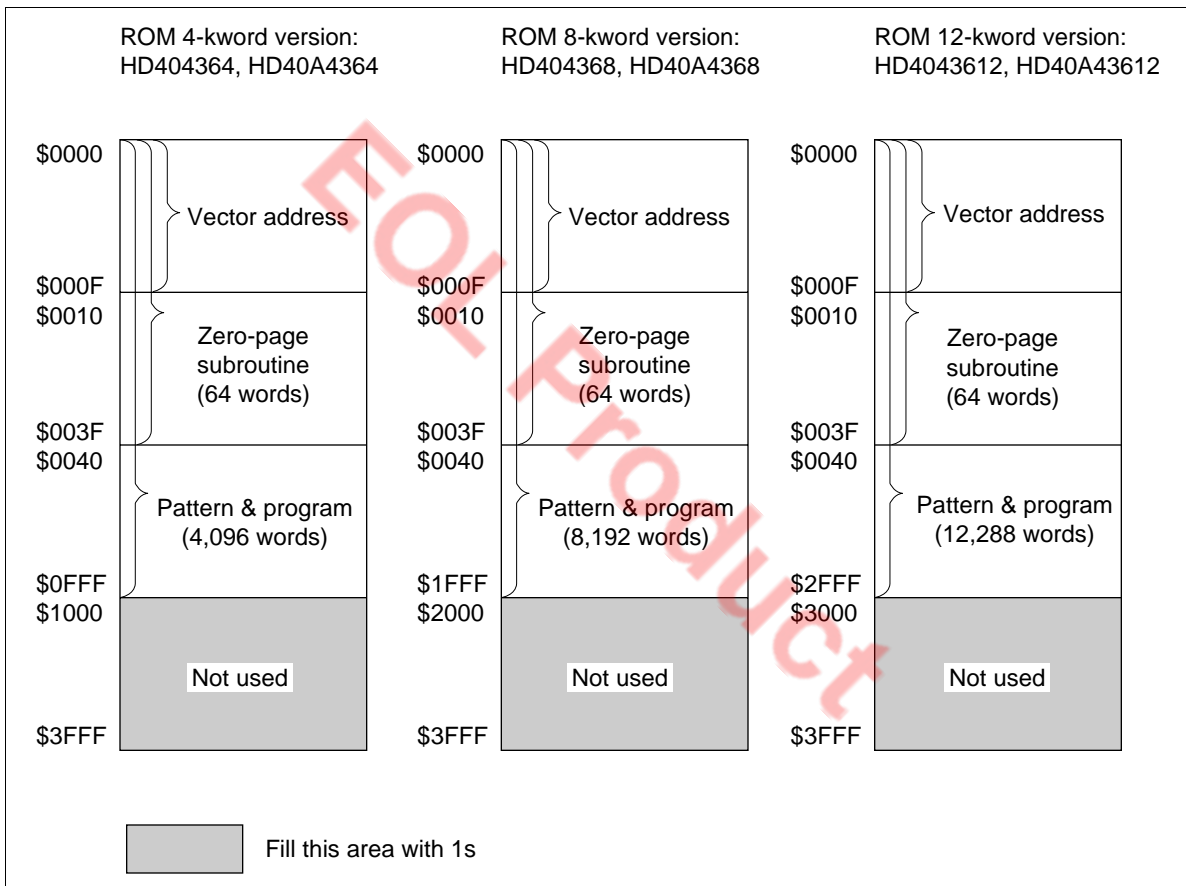 ROM 4-kword version:
HD404364, HD40A4364
ROM 8-kword version:
HD404368, HD40A4368
ROM 12-kword version:
HD4043612, HD40A43612
$0000
Vector address
$000F
$0010
Zero-page
subroutine
(64 words)
$003F
$0040
Pattern & program
(4,096 words)
$0FFF
$1000
Not used
$3FFF
$0000
Vector address
$000F
$0010
Zero-page
subroutine
(64 words)
$003F
$0040
Pattern & program
(8,192 words)
$1FFF
$2000
Not used
$3FFF
$0000
Vector address
$000F
$0010
Zero-page
subroutine
(64 words)
$003F
$0040
Pattern & program
(12,288 words)
$2FFF
$3000
Not used
$3FFF
Fill this area with 1s
EOL Product